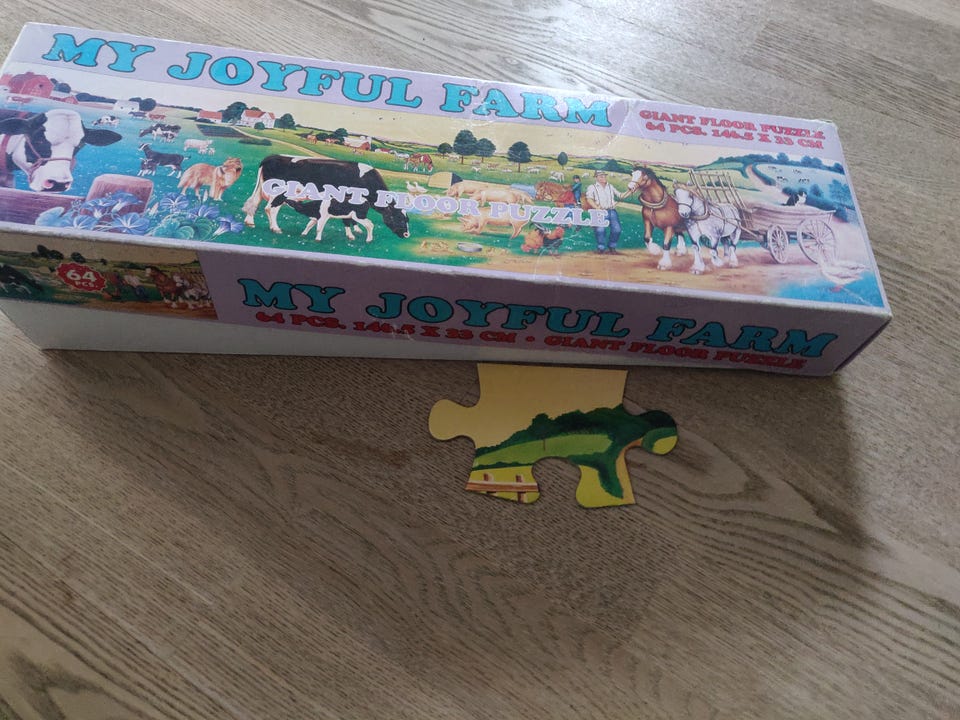 MY JOYFUL FARM
GIANT FLOOR PUZZLE
64 PCS. 146.5 X 33 CM
GIANT FLOOR PUZZLE
64
PCS.
MY JOYFUL FARM
64 PCS. 146.5 X 33 CM • GIANT FLOOR PUZZLE